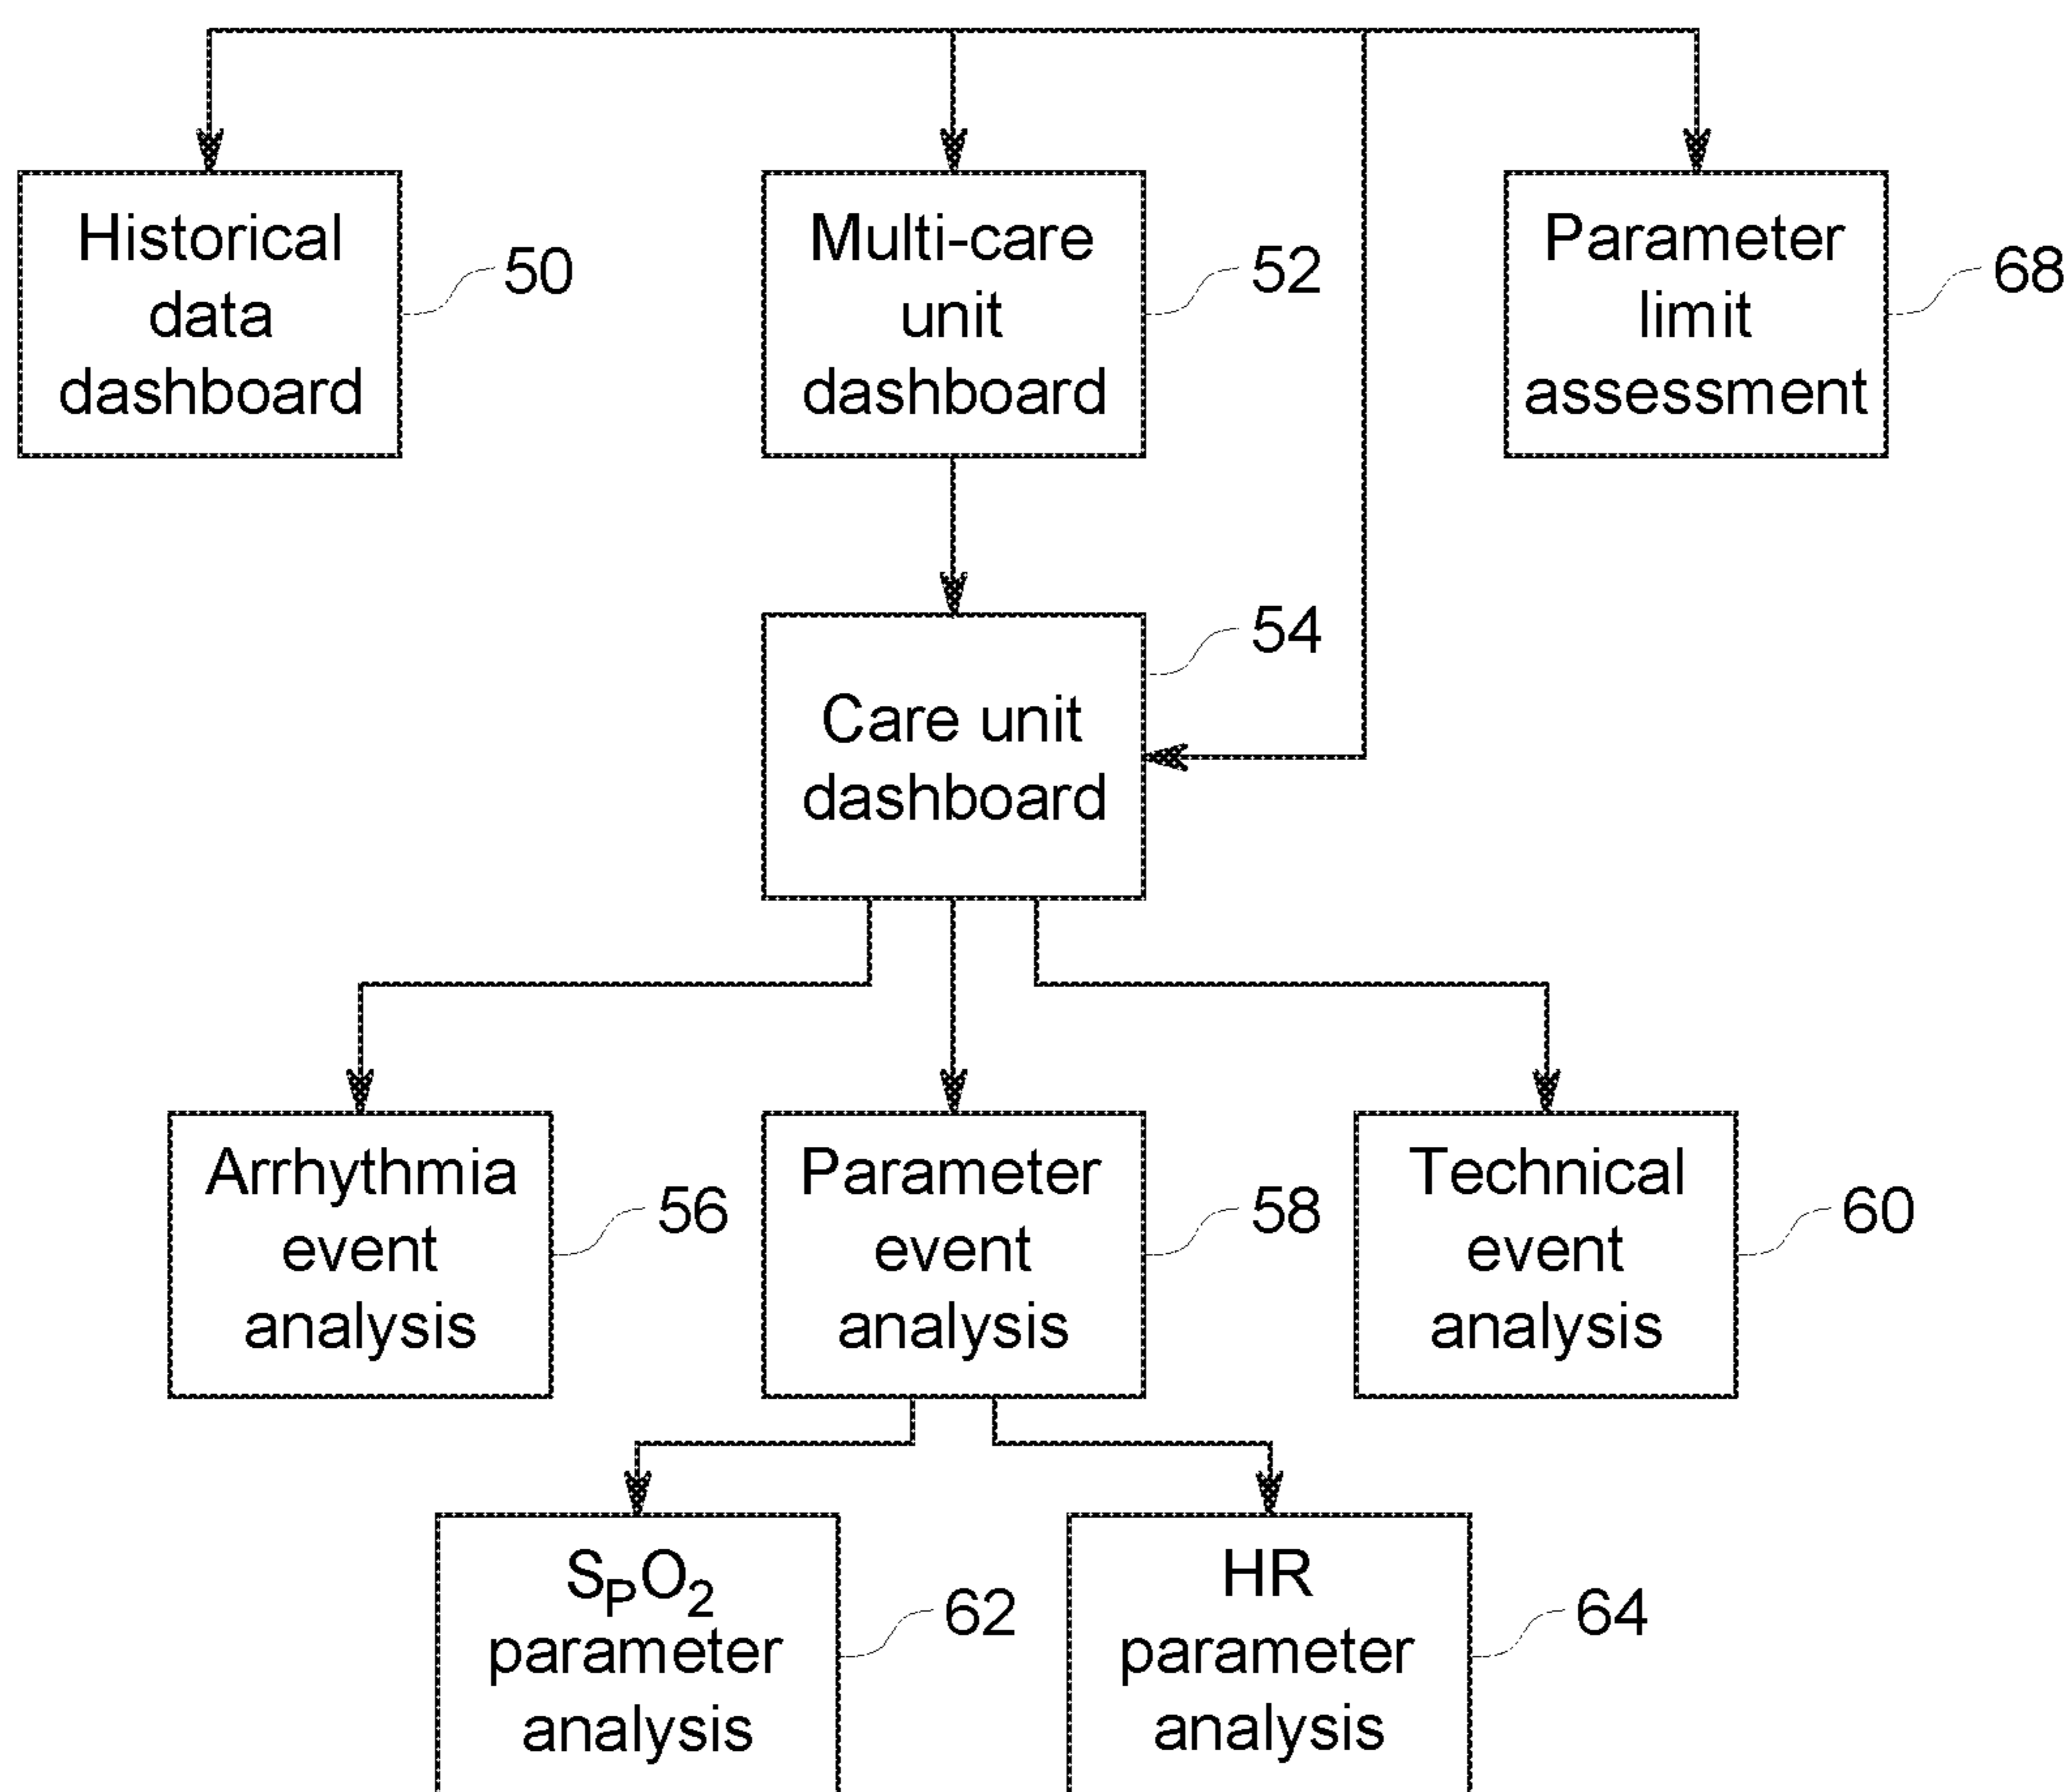 Historical
data
dashboard
50
Multi-care
unit
dashboard
52
Parameter
limit
assessment
68
Care unit
dashboard
54
Arrhythmia
event
analysis
56
Parameter
event
analysis
58
Technical
event
analysis
60
SPO2
parameter
analysis
62
HR
parameter
analysis
64